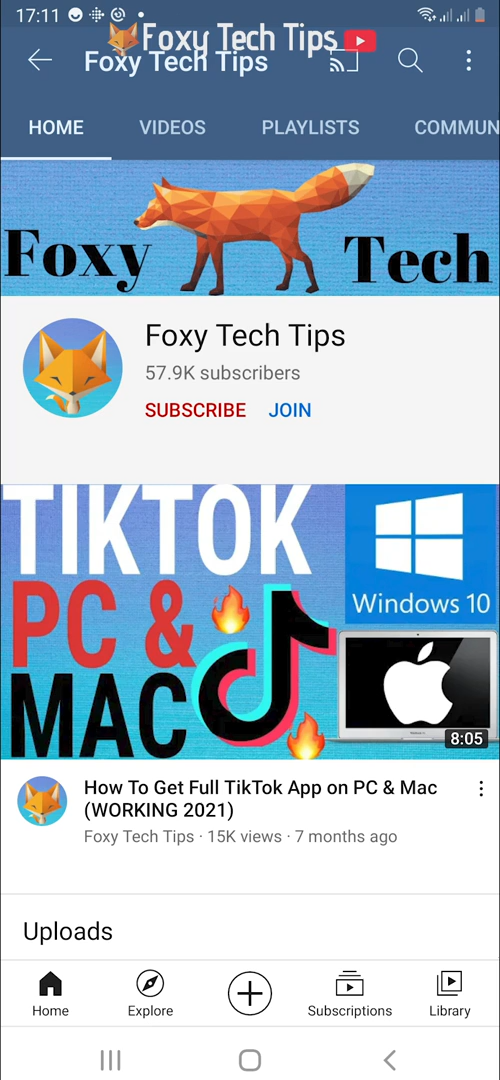 17:11
Foxy Tech Tips
Foxy Tech Tips
HOME VIDEOS PLAYLISTS COMMUN
Foxy Tech
Foxy Tech Tips
57.9K subscribers
SUBSCRIBE JOIN
TIKTOK
PC &
MAC
Windows 10
8:05
How To Get Full TikTok App on PC & Mac
(WORKING 2021)
Foxy Tech Tips · 15K views · 7 months ago
Uploads
Home Explore Subscriptions Library